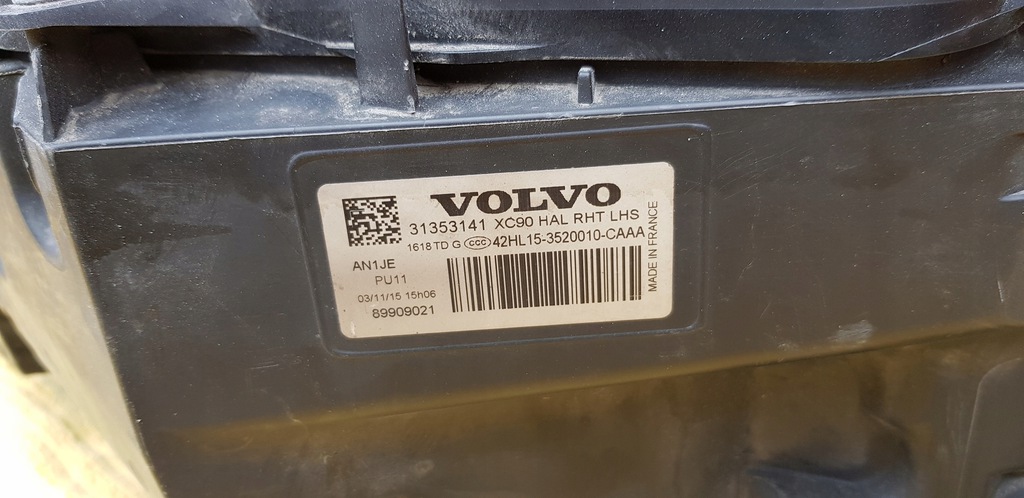 VOLVO
31353141 XC90 HAL RHT LHS
1618 TD G CCC 42HL15-3520010-CAAA
AN1JE
PU11
03/11/15 15h06
89909021
MADE IN FRANCE